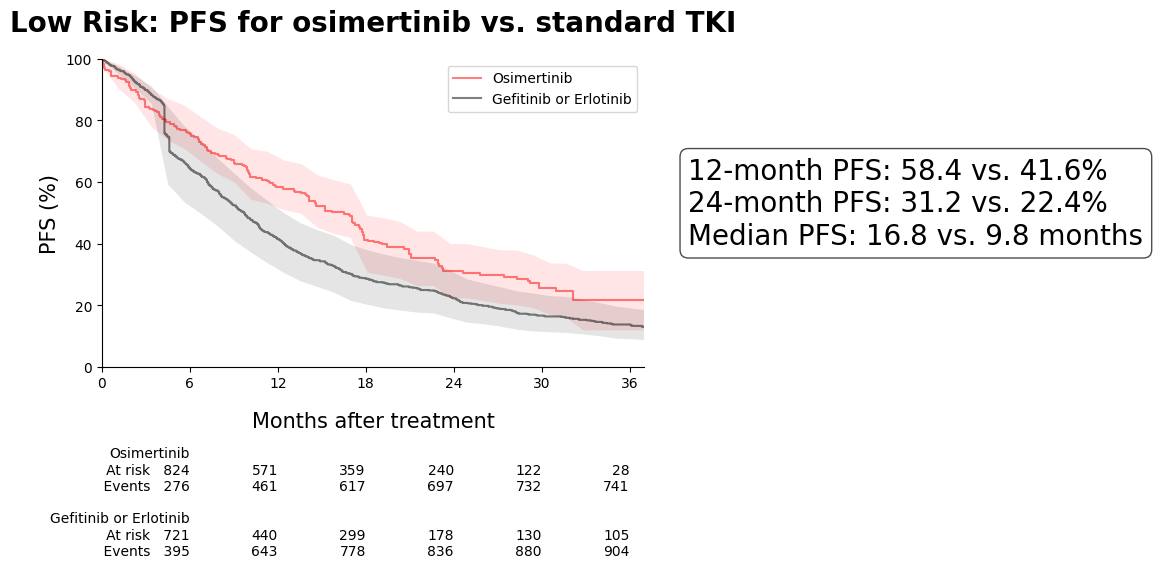 Low Risk: PFS for osimertinib vs. standard TKI
100
80
60
40
20
0
PFS (%)
Osimertinib
Gefitinib or Erlotinib
0 6 12 18 24 30 36
Months after treatment
12-month PFS: 58.4 vs. 41.6%
24-month PFS: 31.2 vs. 22.4%
Median PFS: 16.8 vs. 9.8 months
Osimertinib
At risk 824 571 359 240 122 28
Events 276 461 617 697 732 741
Gefitinib or Erlotinib
At risk 721 440 299 178 130 105
Events 395 643 778 836 880 904